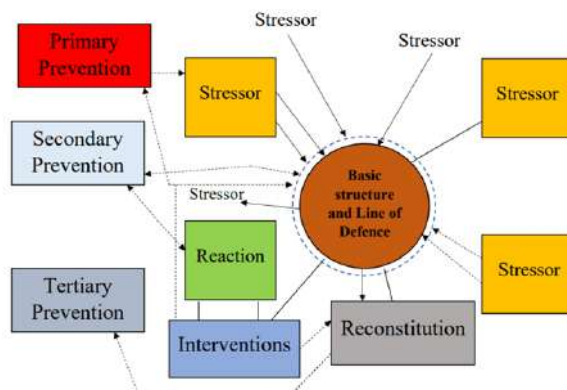 Stressor
Stressor
Primary
Prevention
Stressor
Stressor
Secondary
Prevention
Stressor
Basic
structure
and Line of
Defence
Reaction
Stressor
Tertiary
Prevention
Interventions
Reconstitution